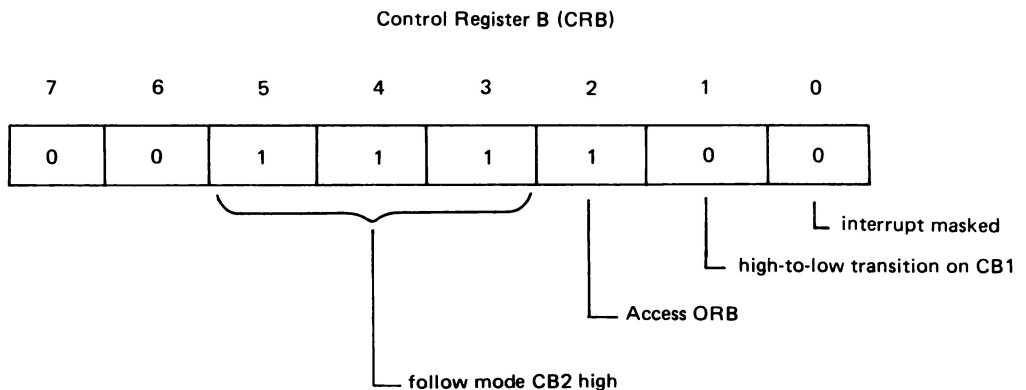 Control Register B (CRB)
7 6 5 4 3 2 1 0
0 0 1 1 1 1 0 0
interrupt masked
high-to-low transition on CB1
Access ORB
follow mode CB2 high